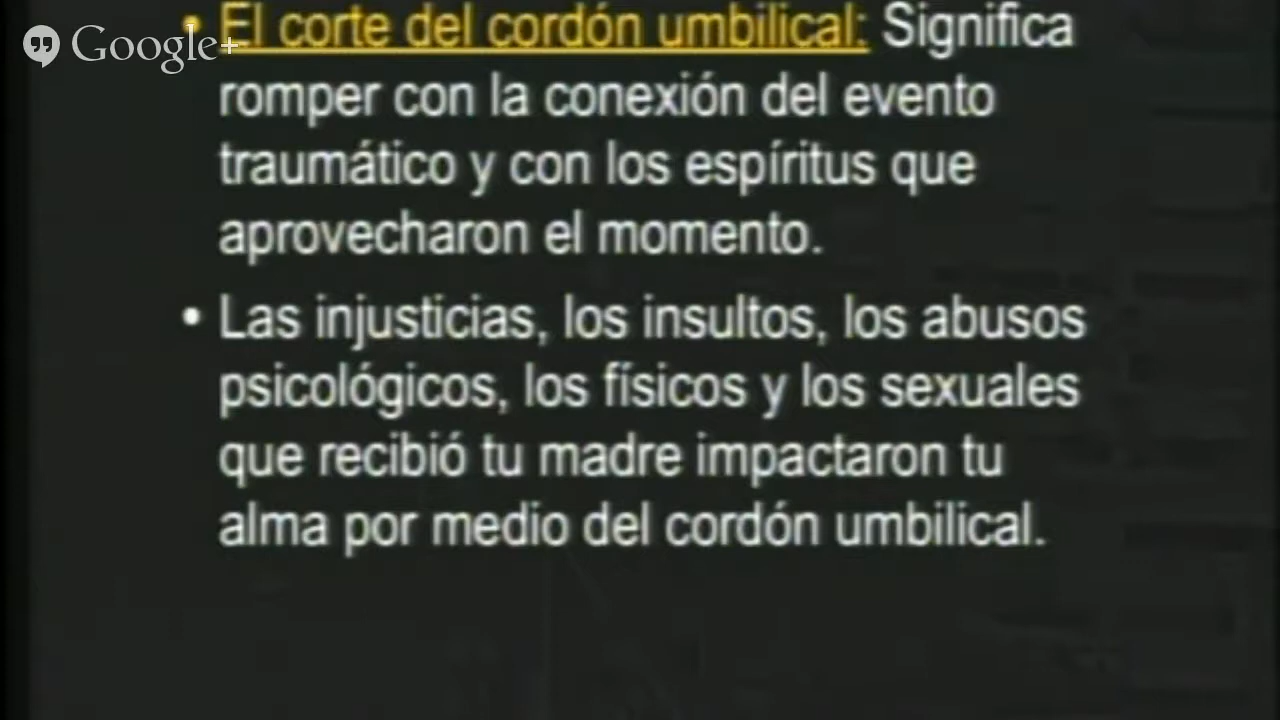 Google+
• El corte del cordón umbilical: Significa
romper con la conexión del evento
traumático y con los espíritus que
aprovecharon el momento.
• Las injusticias, los insultos, los abusos
psicológicos, los físicos y los sexuales
que recibió tu madre impactaron tu
alma por medio del cordón umbilical.